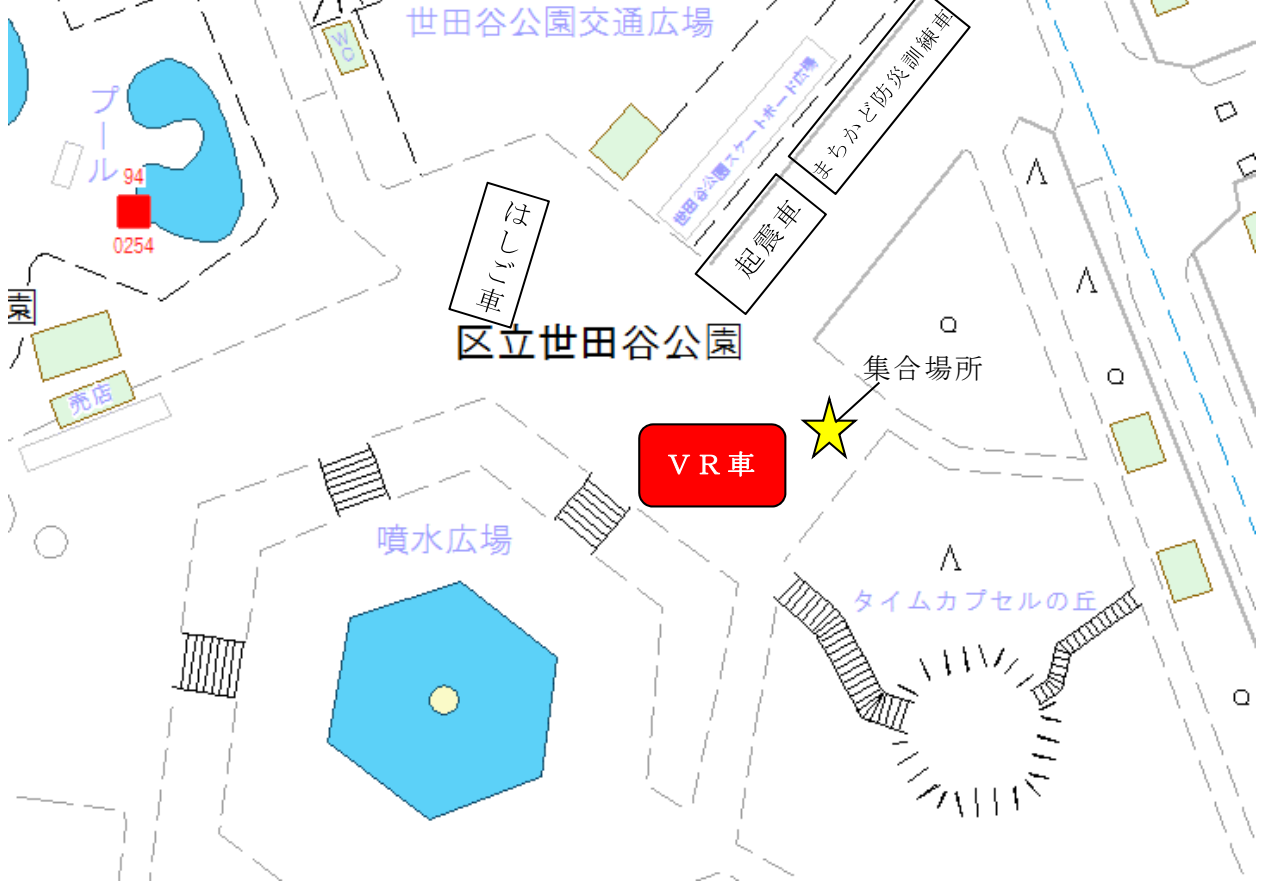 世田谷公園交通広場
WC
プール
94
0254
世田谷公園スケートボード広場
まちかど防災訓練車
起震車
はしご車
園
区立世田谷公園
集合場所
売店
ＶＲ車
噴水広場
タイムカプセルの丘